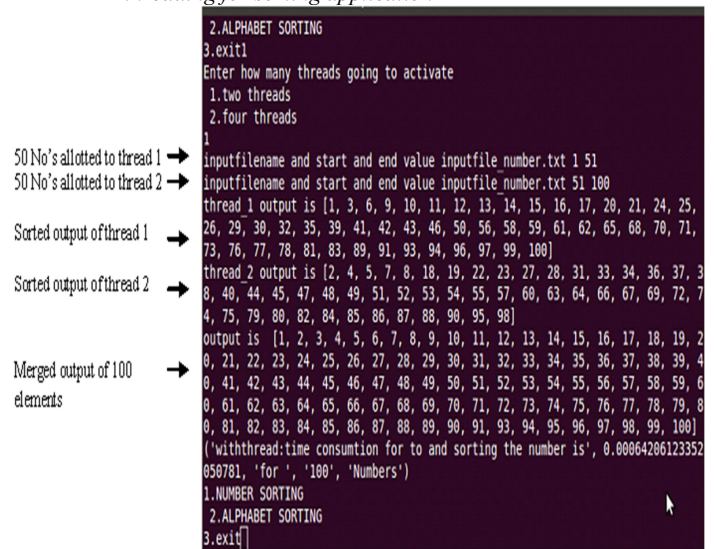 2.ALPHABET SORTING
3.exit1
Enter how many threads going to activate
1.two threads
2.four threads
1
50 No's allotted to thread 1
inputfilename and start and end value inputfile_number.txt 1 51
50 No's allotted to thread 2
inputfilename and start and end value inputfile_number.txt 51 100
thread_1 output is [1, 3, 6, 9, 10, 11, 12, 13, 14, 15, 16, 17, 20, 21, 24, 25,
Sorted output of thread 1
26, 29, 30, 32, 35, 39, 41, 42, 43, 46, 50, 56, 58, 59, 61, 62, 65, 68, 70, 71,
73, 76, 77, 78, 81, 83, 89, 91, 93, 94, 96, 97, 99, 100]
thread_2 output is [2, 4, 5, 7, 8, 18, 19, 22, 23, 27, 28, 31, 33, 34, 36, 37, 3
Sorted output of thread 2
8, 40, 44, 45, 47, 48, 49, 51, 52, 53, 54, 55, 57, 60, 63, 64, 66, 67, 69, 72, 7
4, 75, 79, 80, 82, 84, 85, 86, 87, 88, 90, 95, 98]
output is [1, 2, 3, 4, 5, 6, 7, 8, 9, 10, 11, 12, 13, 14, 15, 16, 17, 18, 19, 2
0, 21, 22, 23, 24, 25, 26, 27, 28, 29, 30, 31, 32, 33, 34, 35, 36, 37, 38, 39, 4
Merged output of 100
elements
0, 41, 42, 43, 44, 45, 46, 47, 48, 49, 50, 51, 52, 53, 54, 55, 56, 57, 58, 59, 6
0, 61, 62, 63, 64, 65, 66, 67, 68, 69, 70, 71, 72, 73, 74, 75, 76, 77, 78, 79, 8
0, 81, 82, 83, 84, 85, 86, 87, 88, 89, 90, 91, 92, 93, 94, 95, 96, 97, 98, 99, 100]
('withthread:time consumtion for to and sorting the number is', 0.00064206123352
050781, 'for ', '100', 'Numbers')
1.NUMBER SORTING
2.ALPHABET SORTING
3.exit